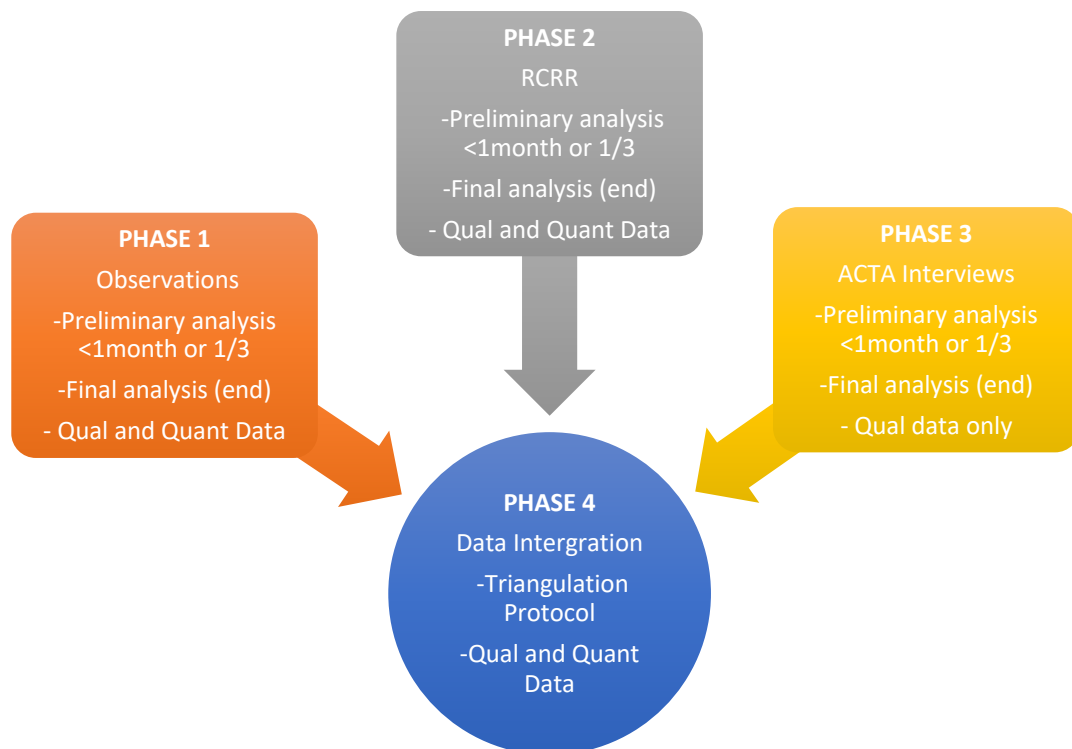 PHASE 1
Observations
-Preliminary analysis
<1month or 1/3
-Final analysis (end)
- Qual and Quant Data
PHASE 2
RCRR
-Preliminary analysis
<1month or 1/3
-Final analysis (end)
- Qual and Quant Data
PHASE 3
ACTA Interviews
-Preliminary analysis
<1month or 1/3
-Final analysis (end)
- Qual data only
PHASE 4
Data Intergration
-Triangulation
Protocol
-Qual and Quant
Data